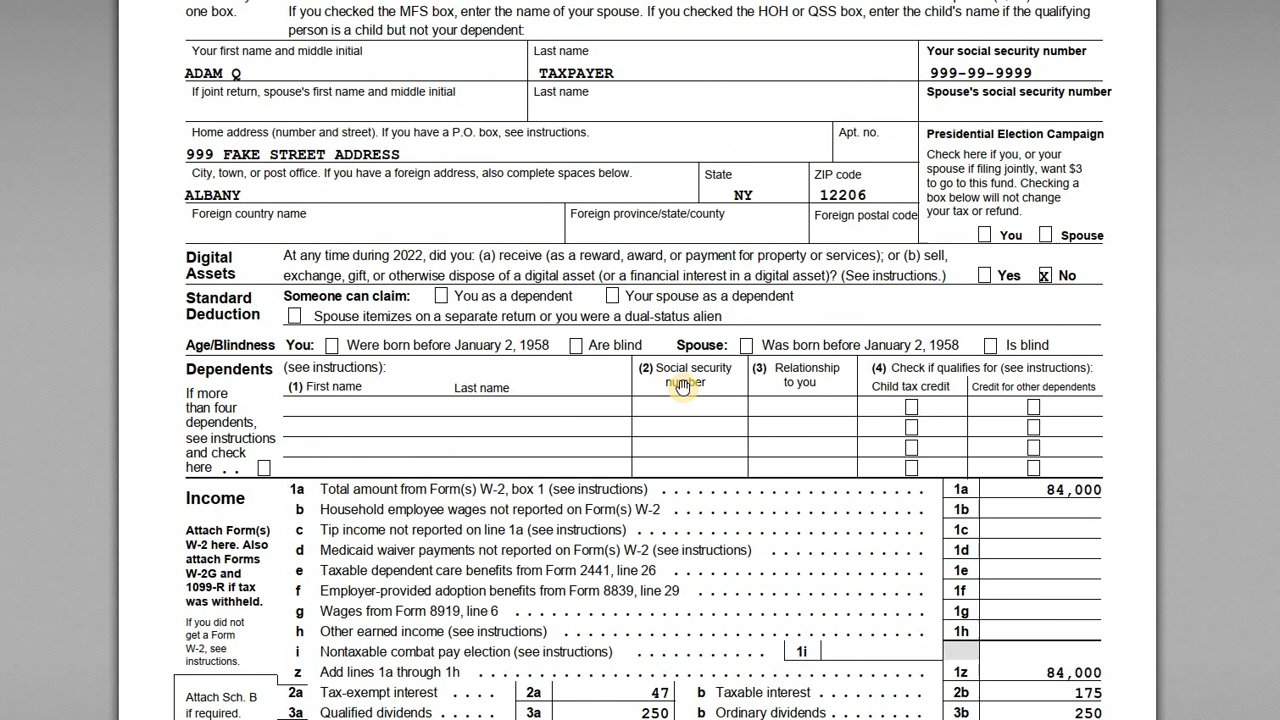 one box.
If you checked the MFS box, enter the name of your spouse. If you checked the HOH or QSS box, enter the child's name if the qualifying
person is a child but not your dependent:
Your first name and middle initial Last name Your social security number
ADAM Q TAXPAYER 999-99-9999
If joint return, spouse's first name and middle initial Last name Spouse's social security number
Home address (number and street). If you have a P.O. box, see instructions. Apt. no.
999 FAKE STREET ADDRESS
City, town, or post office. If you have a foreign address, also complete spaces below. State ZIP code
ALBANY NY 12206
Foreign country name Foreign province/state/county Foreign postal code
Presidential Election Campaign
Check here if you, or your
spouse if filing jointly, want $3
to go to this fund. Checking a
box below will not change
your tax or refund.
You Spouse
Digital
Assets
At any time during 2022, did you: (a) receive (as a reward, award, or payment for property or services); or (b) sell,
exchange, gift, or otherwise dispose of a digital asset (or a financial interest in a digital asset)? (See instructions.) Yes x No
Standard
Deduction
Someone can claim: You as a dependent Your spouse as a dependent
Spouse itemizes on a separate return or you were a dual-status alien
Age/Blindness You: Were born before January 2, 1958 Are blind Spouse: Was born before January 2, 1958 Is blind
Dependents (see instructions):
(1) First name Last name
(2) Social security
number
(3) Relationship
to you
(4) Check if qualifies for (see instructions):
Child tax credit Credit for other dependents
If more
than four
dependents,
see instructions
and check
here . .
Income
Attach Form(s)
W-2 here. Also
attach Forms
W-2G and
1099-R if tax
was withheld.
If you did not
get a Form
W-2, see
instructions.
1a Total amount from Form(s) W-2, box 1 (see instructions) 1a 84,000
b Household employee wages not reported on Form(s) W-2 1b
c Tip income not reported on line 1a (see instructions) 1c
d Medicaid waiver payments not reported on Form(s) W-2 (see instructions) 1d
e Taxable dependent care benefits from Form 2441, line 26 1e
f Employer-provided adoption benefits from Form 8839, line 29 1f
g Wages from Form 8919, line 6 1g
h Other earned income (see instructions) 1h
i Nontaxable combat pay election (see instructions) 1i
z Add lines 1a through 1h 1z 84,000
Attach Sch. B
if required.
2a Tax-exempt interest 2a 47 b Taxable interest 2b 175
3a Qualified dividends 3a 250 b Ordinary dividends 3b 250